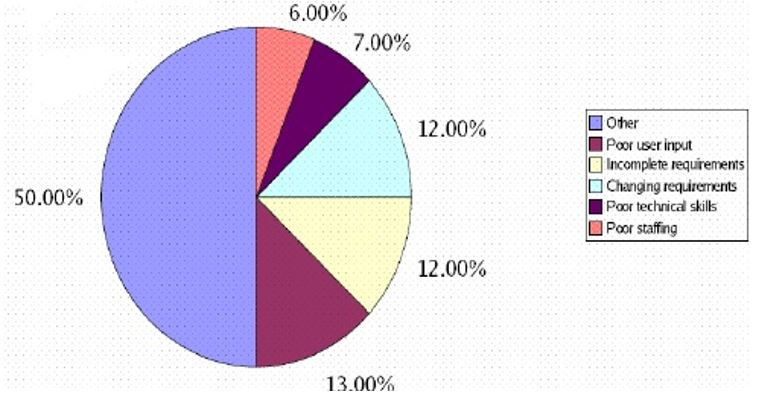 6.00%
7.00%
12.00%
50.00%
12.00%
13.00%
Other
Poor user input
Incomplete requirements
Changing requirements
Poor technical skills
Poor staffing